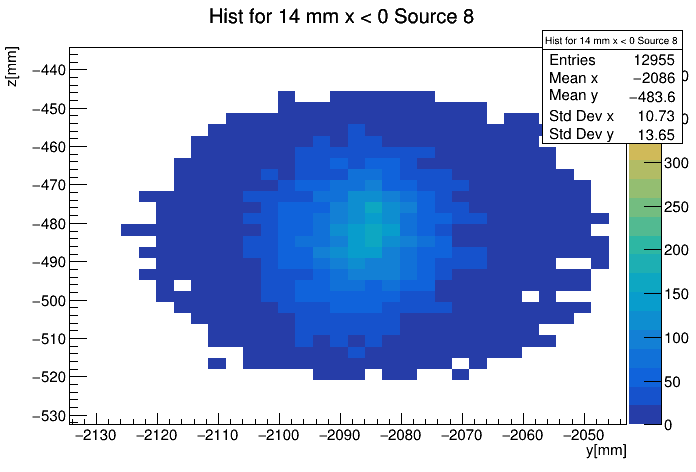 Hist for 14 mm x < 0 Source 8
Hist for 14 mm x < 0 Source 8
Entries 12955
Mean x −2086
Mean y −483.6
Std Dev x 10.73
Std Dev y 13.65
z[mm]
−440
−450
−460
−470
−480
−490
−500
−510
−520
−530
300
250
200
150
100
50
0
−2130 −2120 −2110 −2100 −2090 −2080 −2070 −2060 −2050
y[mm]